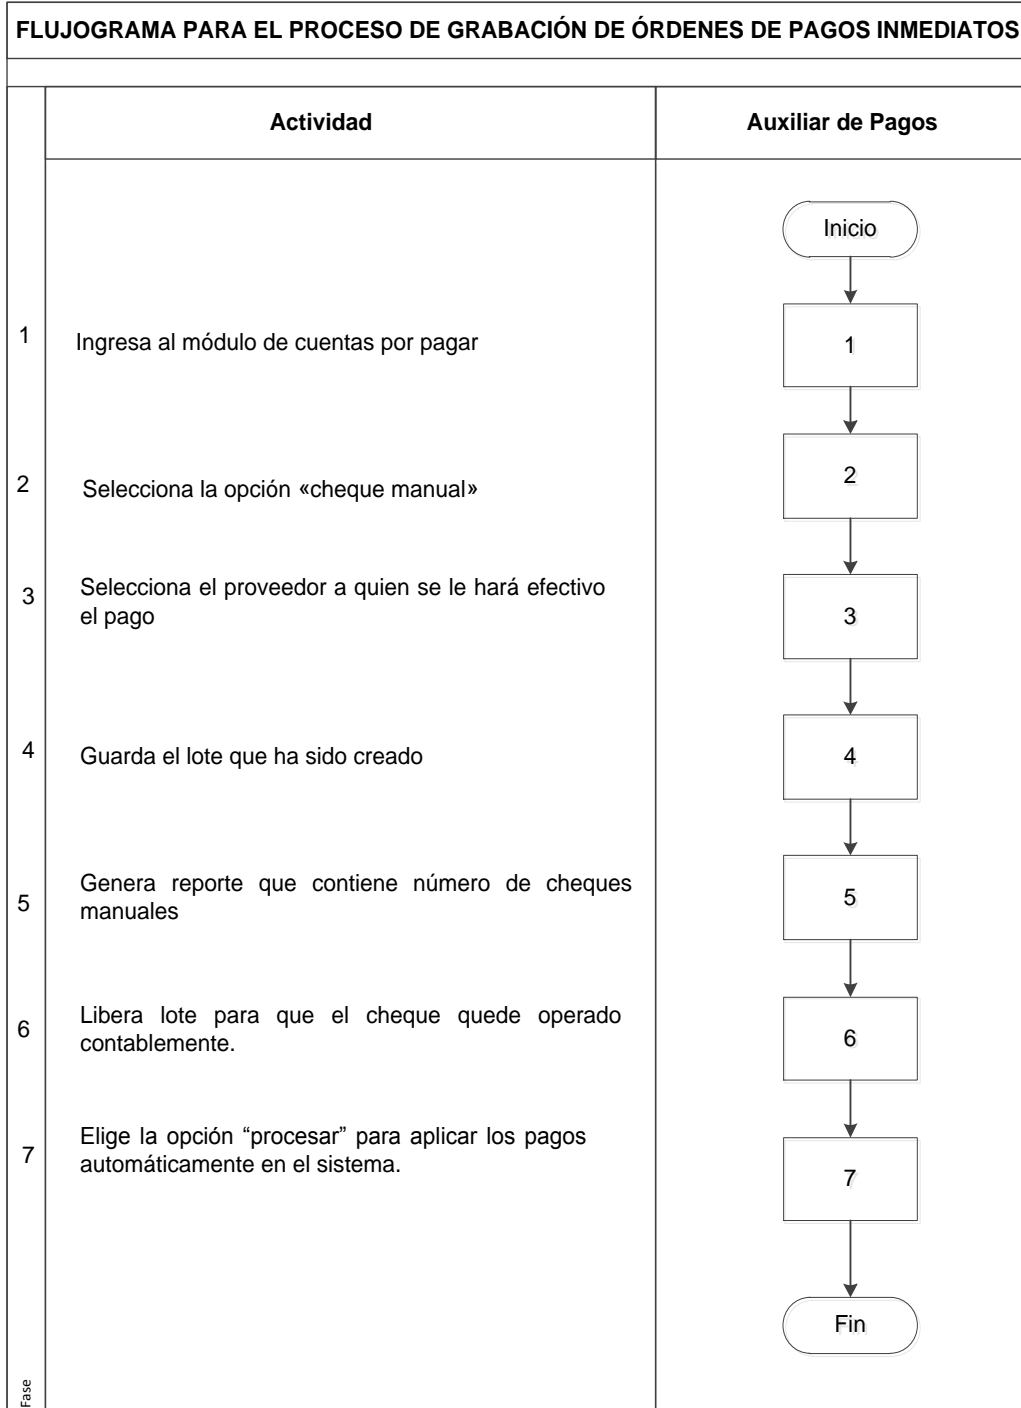 FLUJOGRAMA PARA EL PROCESO DE GRABACIÓN DE ÓRDENES DE PAGOS INMEDIATOS
Actividad
Auxiliar de Pagos
Inicio
1
Ingresa al módulo de cuentas por pagar
1
2
Selecciona la opción «cheque manual»
2
3
Selecciona el proveedor a quien se le hará efectivo
el pago
3
4
Guarda el lote que ha sido creado
4
5
Genera reporte que contiene número de cheques
manuales
5
6
Libera lote para que el cheque quede operado
contablemente.
6
7
Elige la opción “procesar” para aplicar los pagos
automáticamente en el sistema.
7
Fin
Fase